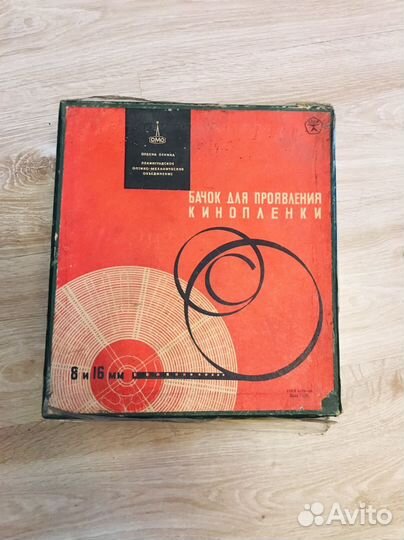 ЛОМО
ОРДЕНА ЛЕНИНА
ЛЕНИНГРАДСКОЕ
ОПТИКО-МЕХАНИЧЕСКОЕ
ОБЪЕДИНЕНИЕ
БАЧОК ДЛЯ ПРОЯВЛЕНИЯ
КИНОПЛЕНКИ
8 и 16 мм
Avito